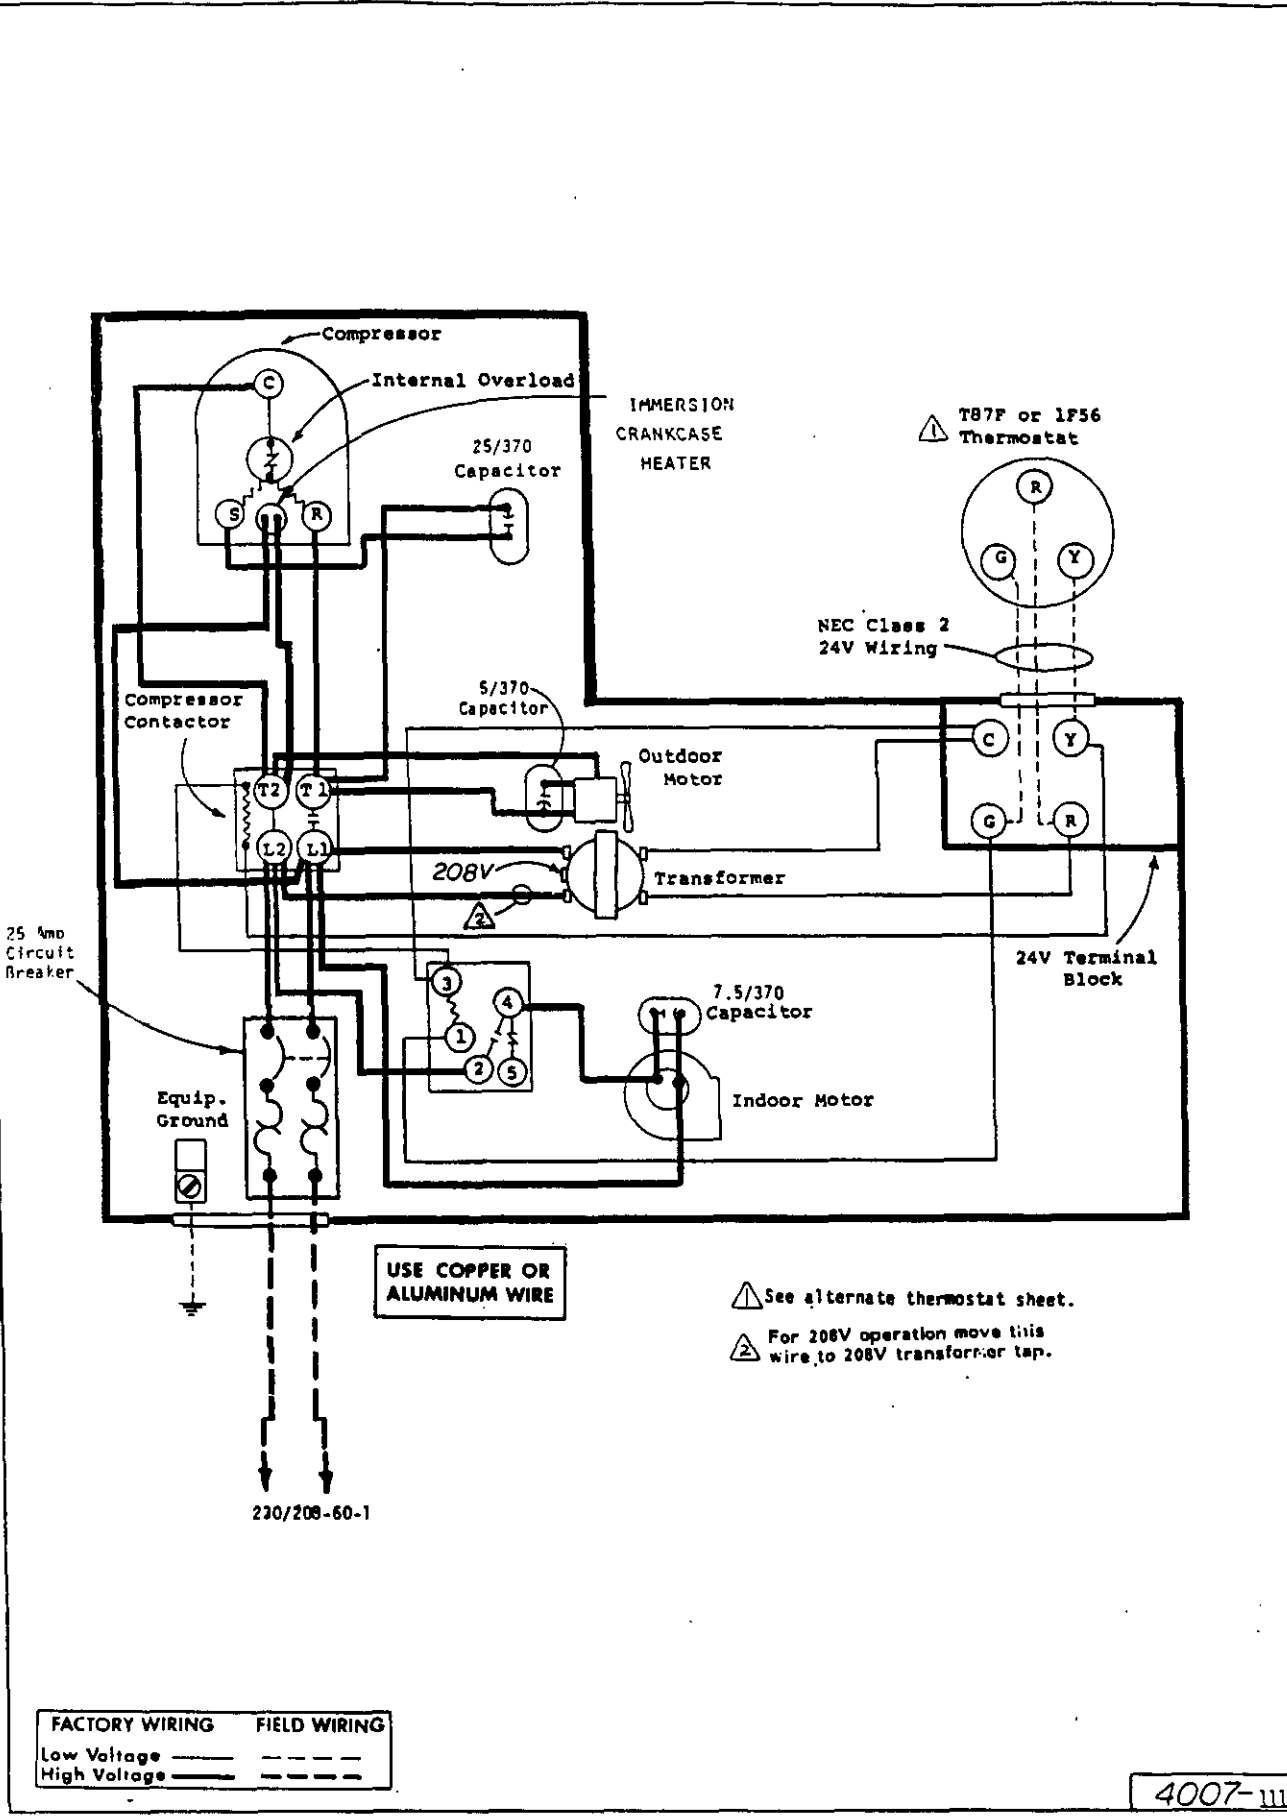 Compressor
C
Internal Overload
IMMERSION
CRANKCASE
HEATER
25/370
Capacitor
S
R
T87F or 1F56
Thermostat
1
R
G
Y
NEC Class 2
24V Wiring
Compressor
Contactor
5/370
Capacitor
Outdoor
Motor
C
Y
T2
T1
G
R
L2
L1
208V
Transformer
2
25 Amp
Circuit
Breaker
24V Terminal
Block
3
4
1
2
5
7.5/370
Capacitor
Indoor Motor
Equip.
Ground
USE COPPER OR
ALUMINUM WIRE
1 See alternate thermostat sheet.
2 For 208V operation move this
wire to 208V transformer tap.
230/208-60-1
FACTORY WIRING FIELD WIRING
Low Voltage
High Voltage
4007-111